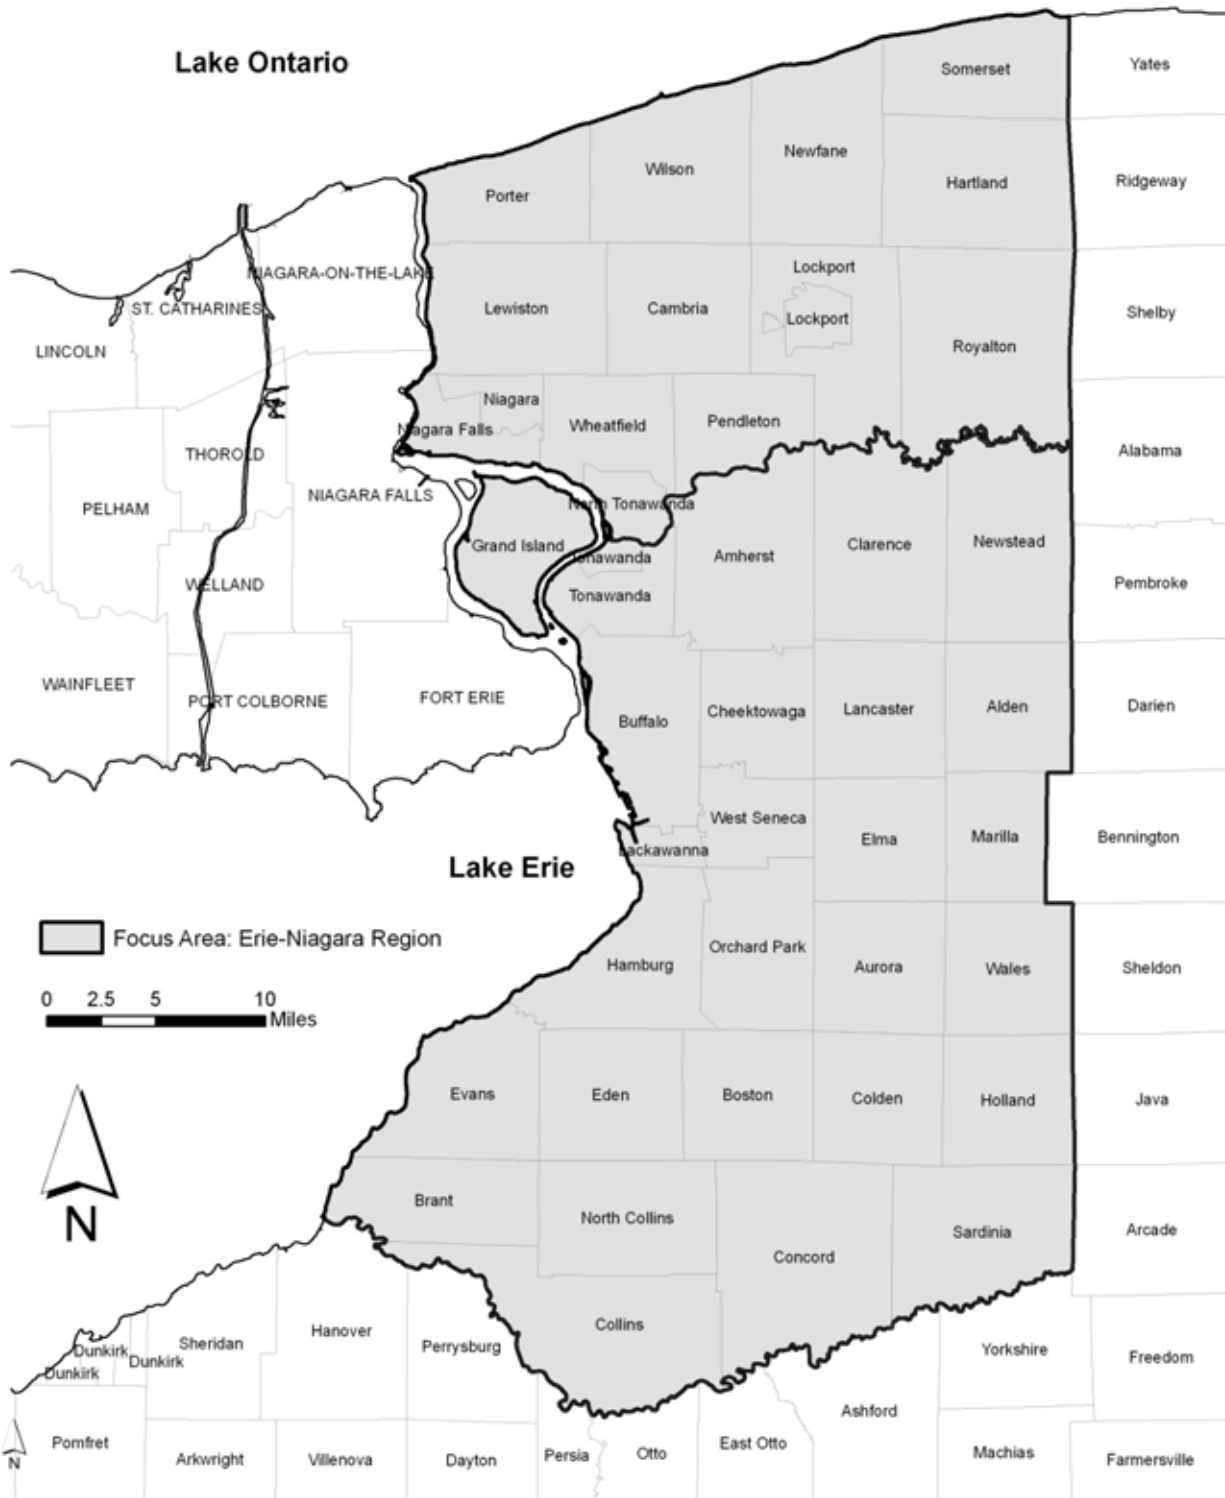 Lake Ontario
Somerset
Yates
Newfane
Wilson
Ridgeway
Hartland
Porter
NIAGARA-ON-THE-LAKE
Lockport
ST. CATHARINES
Lewiston
Cambria
Lockport
Shelby
LINCOLN
Royalton
Niagara
Niagara Falls
Wheatfield
Pendleton
THOROLD
Alabama
NIAGARA FALLS
PELHAM
North Tonawanda
Grand Island
Tonawanda
Amherst
Clarence
Newstead
WELLAND
Tonawanda
Pembroke
WAINFLEET
PORT COLBORNE
FORT ERIE
Buffalo
Cheektowaga
Lancaster
Alden
Darien
West Seneca
Lackawanna
Elma
Marilla
Bennington
Lake Erie
Focus Area: Erie-Niagara Region
Hamburg
Orchard Park
Aurora
Wales
Sheldon
0 2.5 5 10
Miles
Evans
Eden
Boston
Colden
Holland
Java
N
Brant
North Collins
Concord
Sardinia
Arcade
Collins
Dunkirk
Dunkirk
Dunkirk
Sheridan
Hanover
Perrysburg
Yorkshire
Freedom
Ashford
N
Pomfret
Arkwright
Villenova
Dayton
Persia
Otto
East Otto
Machias
Farmersville